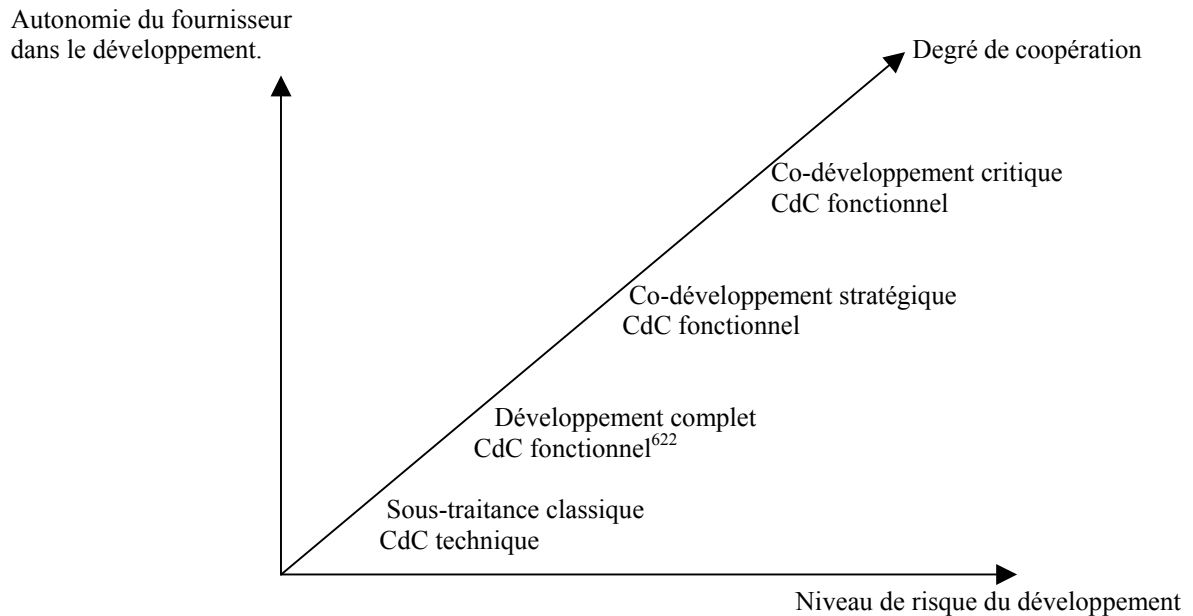 Autonomie du fournisseur
dans le développement.
Degré de coopération
Co-développement critique
CdC fonctionnel
Co-développement stratégique
CdC fonctionnel
Développement complet
CdC fonctionnel622
Sous-traitance classique
CdC technique
Niveau de risque du développement